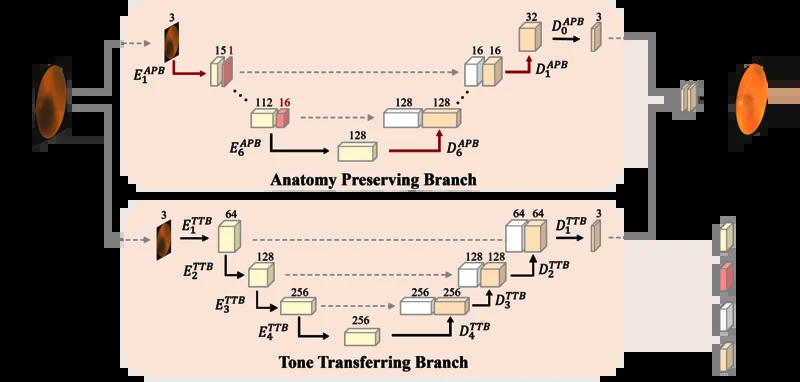 3 32 D_0^{APB} 3
E_1^{APB} 15 1 16 16 D_1^{APB}
112 16 128 128
E_6^{APB} 128 D_6^{APB}
Anatomy Preserving Branch
3 E_1^{TTB} 64 64 64 D_1^{TTB} 3
E_2^{TTB} 128 128 128 D_2^{TTB}
E_3^{TTB} 256 256 256 D_3^{TTB}
E_4^{TTB} 256 D_4^{TTB}
Tone Transferring Branch